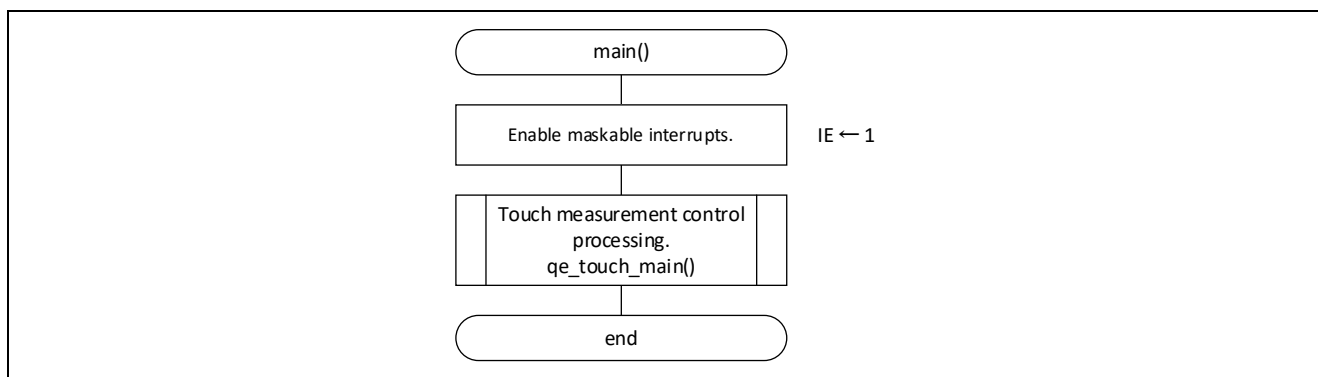 main()
Enable maskable interrupts.
IE ← 1
Touch measurement control
processing.
qe_touch_main()
end